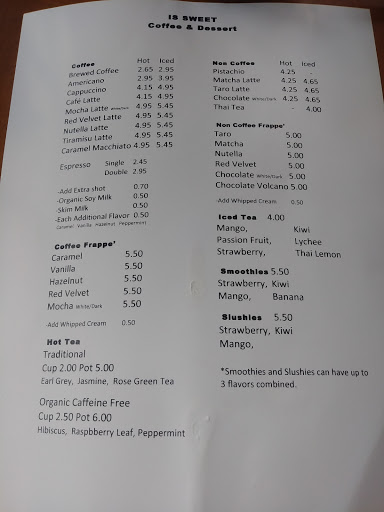 IS SWEET
Coffee & Dessert
Coffee Hot Iced
Brewed Coffee 2.65 2.95
Americano 2.95 3.95
Cappuccino 4.15 4.95
Café Latte 4.15 4.95
Mocha Latte White/Dark 4.95 5.45
Red Velvet Latte 4.95 5.45
Nutella Latte 4.95 5.45
Tiramisu Latte 4.95 5.45
Caramel Macchiato 4.95 5.45
Espresso Single 2.45
Double 2.95
-Add Extra shot 0.70
-Organic Soy Milk 0.50
-Skim Milk 0.50
-Each Additional Flavor 0.50
Caramel Vanilla Hazelnut Peppermint
Coffee Frappe'
Caramel 5.50
Vanilla 5.50
Hazelnut 5.50
Red Velvet 5.50
Mocha White/Dark 5.50
-Add Whipped Cream 0.50
Hot Tea
Traditional
Cup 2.00 Pot 5.00
Earl Grey, Jasmine, Rose Green Tea
Organic Caffeine Free
Cup 2.50 Pot 6.00
Hibiscus, Raspbberry Leaf, Peppermint
Non Coffee Hot Iced
Pistachio 4.25 -
Matcha Latte 4.25 4.65
Taro Latte 4.25 4.65
Chocolate White/Dark 4.25 4.65
Thai Tea - 4.00
Non Coffee Frappe'
Taro 5.00
Matcha 5.00
Nutella 5.00
Red Velvet 5.00
Chocolate White/Dark 5.00
Chocolate Volcano 5.00
-Add Whipped Cream 0.50
Iced Tea 4.00
Mango, Kiwi
Passion Fruit, Lychee
Strawberry, Thai Lemon
Smoothies 5.50
Strawberry, Kiwi
Mango, Banana
Slushies 5.50
Strawberry, Kiwi
Mango,
*Smoothies and Slushies can have up to
3 flavors combined.